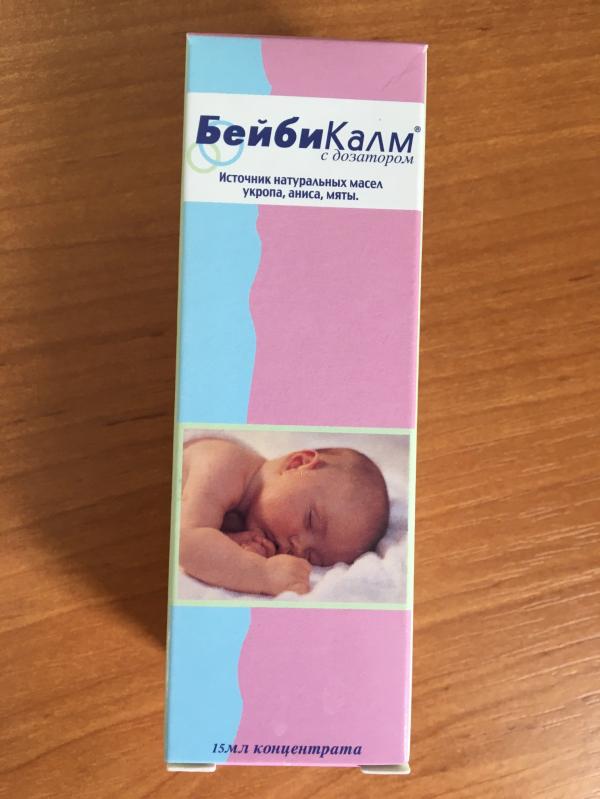 БейбиКалм®
с дозатором
Источник натуральных масел
укропа, аниса, мяты.
15мл концентрата